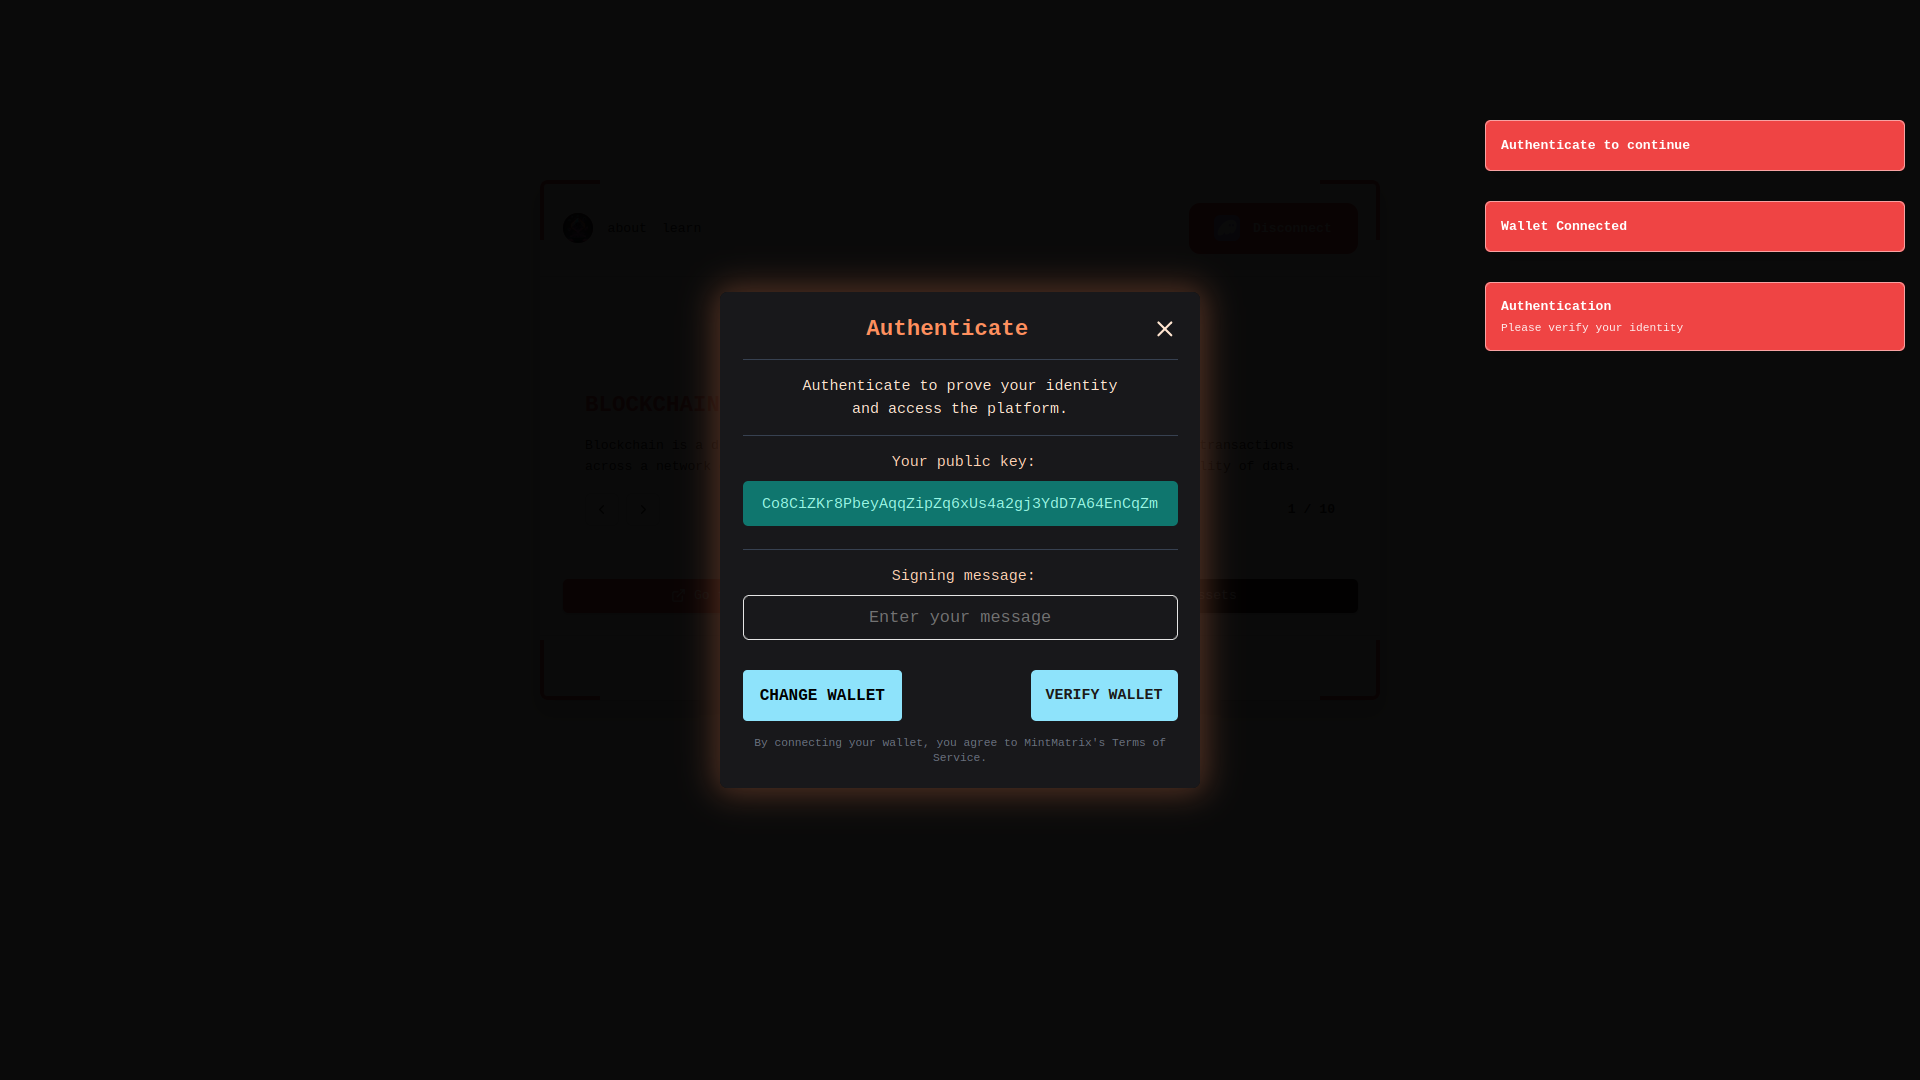 Authenticate to continue
about learn
Disconnect
Wallet Connected
Authentication
Please verify your identity
Authenticate
Authenticate to prove your identity
and access the platform.
BLOCKCHAIN
Blockchain is a
transactions
across a network
of data.
Your public key:
Co8CiZKr8PbeyAqqZipZq6xUs4a2gj3YdD7A64EnCqZm
1 / 10
Signing message:
Enter your message
CHANGE WALLET
VERIFY WALLET
By connecting your wallet, you agree to MintMatrix's Terms of
Service.